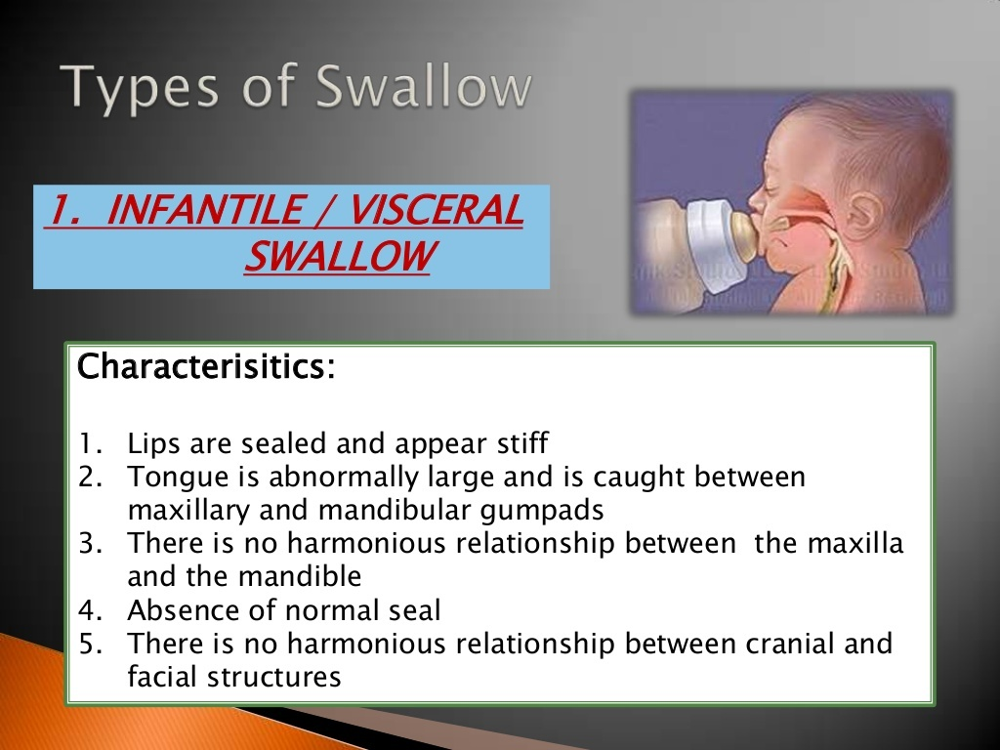 Types of Swallow
1. INFANTILE / VISCERAL
SWALLOW
Characterisitics:
1. Lips are sealed and appear stiff
2. Tongue is abnormally large and is caught between
maxillary and mandibular gumpads
3. There is no harmonious relationship between the maxilla
and the mandible
4. Absence of normal seal
5. There is no harmonious relationship between cranial and
facial structures